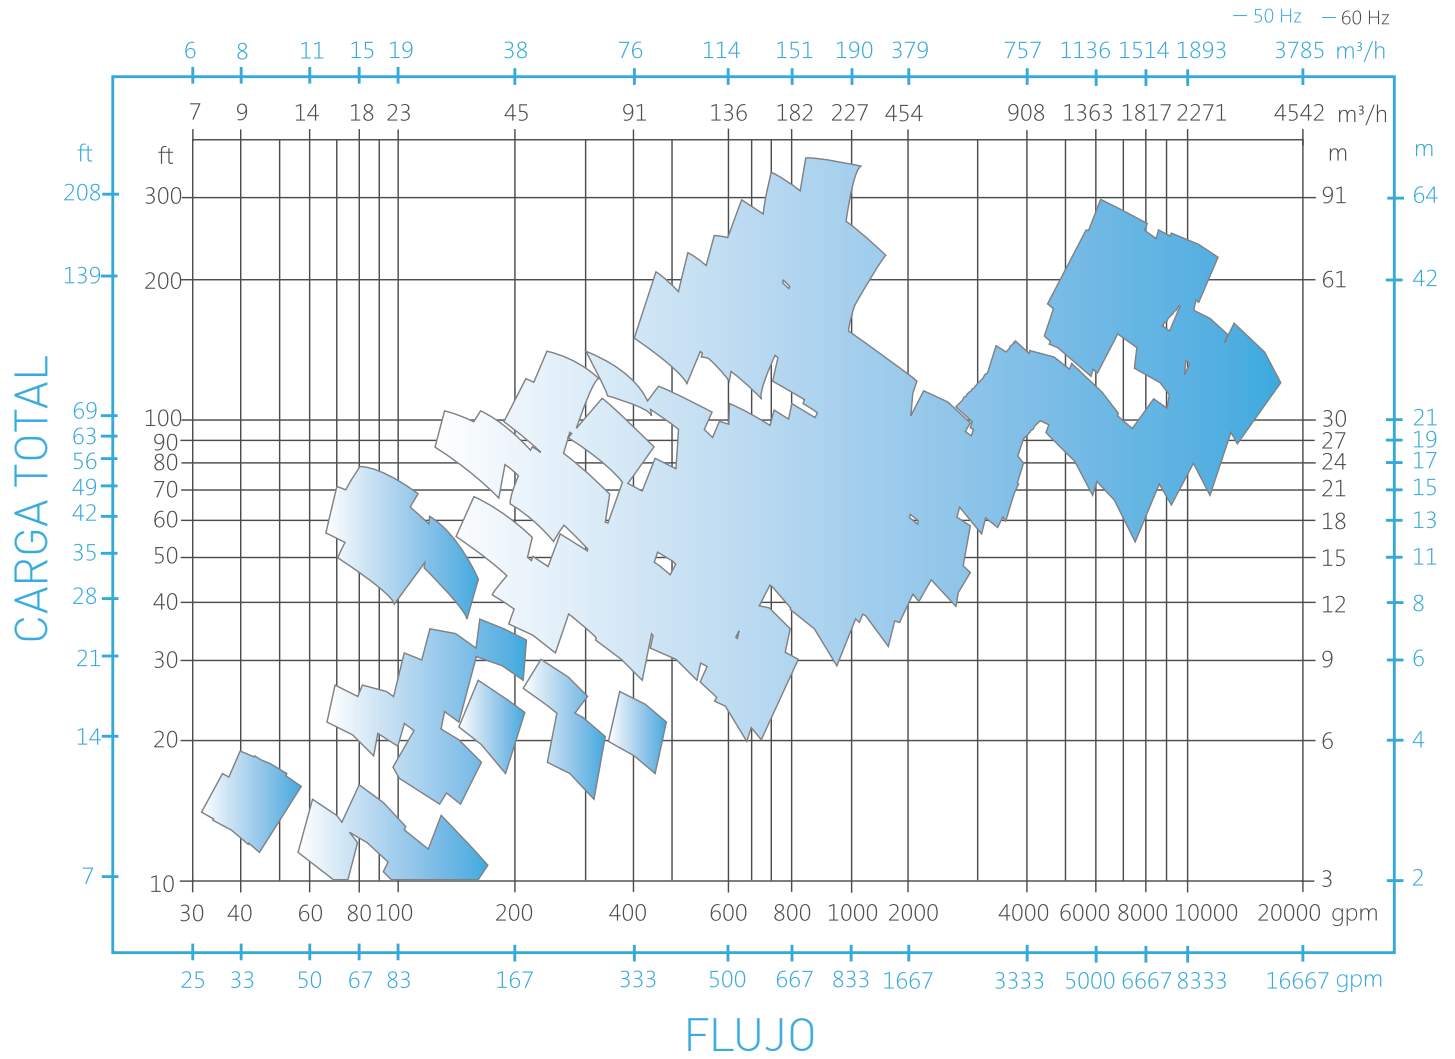 50 Hz 60 Hz
6 8 11 15 19 38 76 114 151 190 379 757 1136 1514 1893 3785 m³/h
7 9 14 18 23 45 91 136 182 227 454 908 1363 1817 2271 4542 m³/h
ft ft m m
208 300 91 64
139 200 61 42
CARGA TOTAL
69 100 30 21
63 90 27 19
56 80 24 17
49 70 21 15
42 60 18 13
35 50 15 11
28 40 12 8
21 30 9 6
14 20 6 4
7 10 3 2
30 40 60 80 100 200 400 600 800 1000 2000 4000 6000 8000 10000 20000 gpm
25 33 50 67 83 167 333 500 667 833 1667 3333 5000 6667 8333 16667 gpm
FLUJO